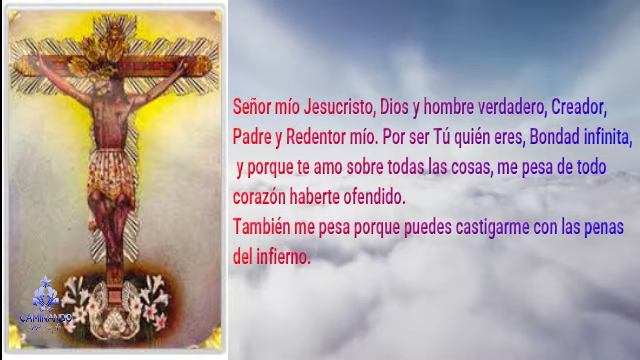 Señor mío Jesucristo, Dios y hombre verdadero, Creador,
Padre y Redentor mío. Por ser Tú quién eres, Bondad infinita,
y porque te amo sobre todas las cosas, me pesa de todo
corazón haberte ofendido.
También me pesa porque puedes castigarme con las penas
del infierno.
CAMINANDO